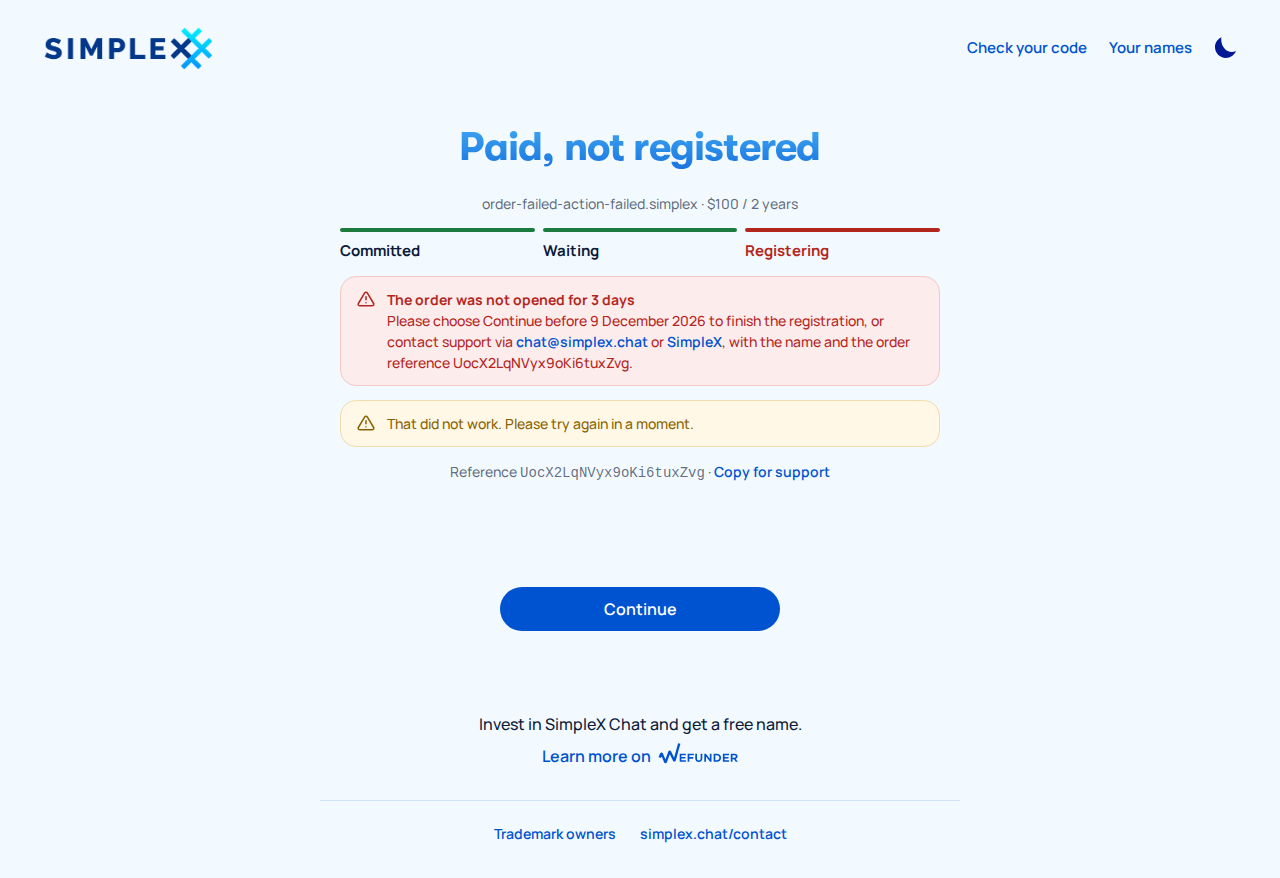 SIMPLEX
Check your code
Your names
Paid, not registered
order-failed-action-failed.simplex · $100 / 2 years
Committed
Waiting
Registering
The order was not opened for 3 days
Please choose Continue before 9 December 2026 to finish the registration, or
contact support via chat@simplex.chat or SimpleX, with the name and the order
reference UocX2LqNVyx9oKi6tuxZvg.
That did not work. Please try again in a moment.
Reference UocX2LqNVyx9oKi6tuxZvg · Copy for support
Continue
Invest in SimpleX Chat and get a free name.
Learn more on WEFUNDER
Trademark owners
simplex.chat/contact